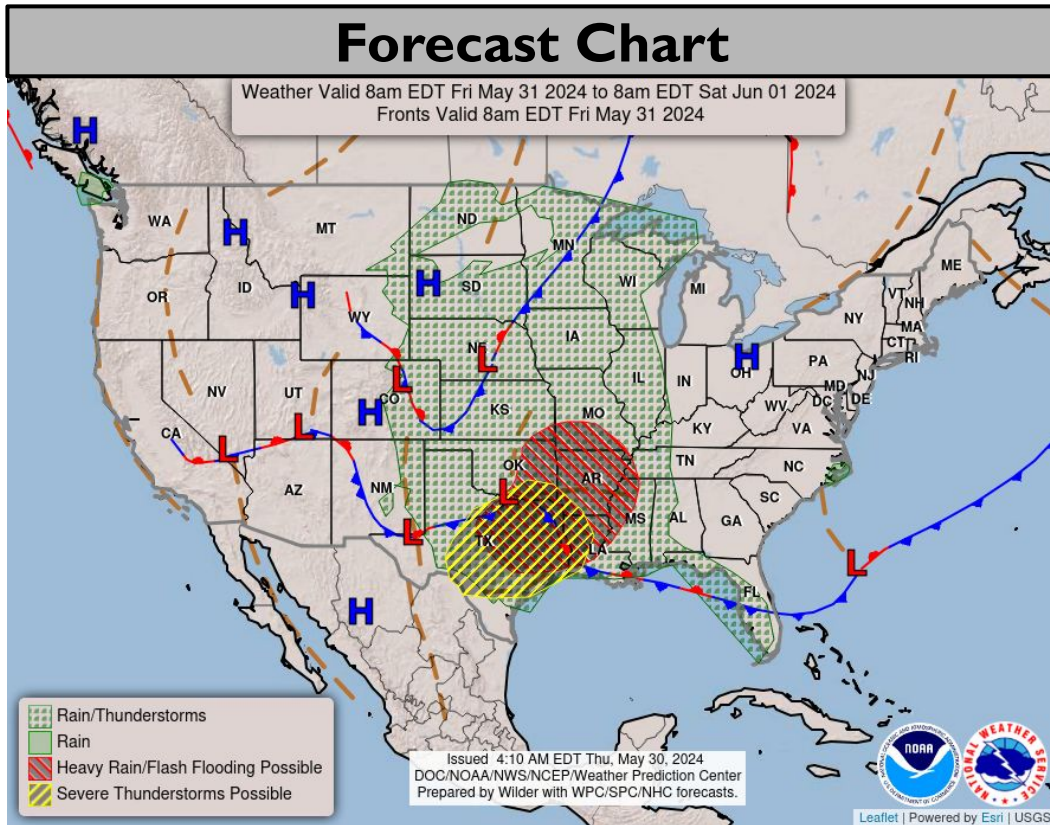 Forecast Chart
Weather Valid 8am EDT Fri May 31 2024 to 8am EDT Sat Jun 01 2024
Fronts Valid 8am EDT Fri May 31 2024
H
WA
H
MT
ND
MN
ME
OR
ID
H
WY
H
SD
WI
MI
VT
NH
NY
MA
CT
RI
IA
NE
L
H
OH
PA
NJ
NV
UT
L
CO
H
IL
IN
MD
DE
DC
WV
VA
KS
MO
KY
CA
L
L
OK
TN
NC
AZ
NM
L
AR
SC
MS
AL
GA
L
TX
LA
L
FL
H
Rain/Thunderstorms
Rain
Heavy Rain/Flash Flooding Possible
Severe Thunderstorms Possible
Issued 4:10 AM EDT Thu, May 30, 2024
DOC/NOAA/NWS/NCEP/Weather Prediction Center
Prepared by Wilder with WPC/SPC/NHC forecasts.
NOAA
NATIONAL WEATHER SERVICE
Leaflet | Powered by Esri | USGS